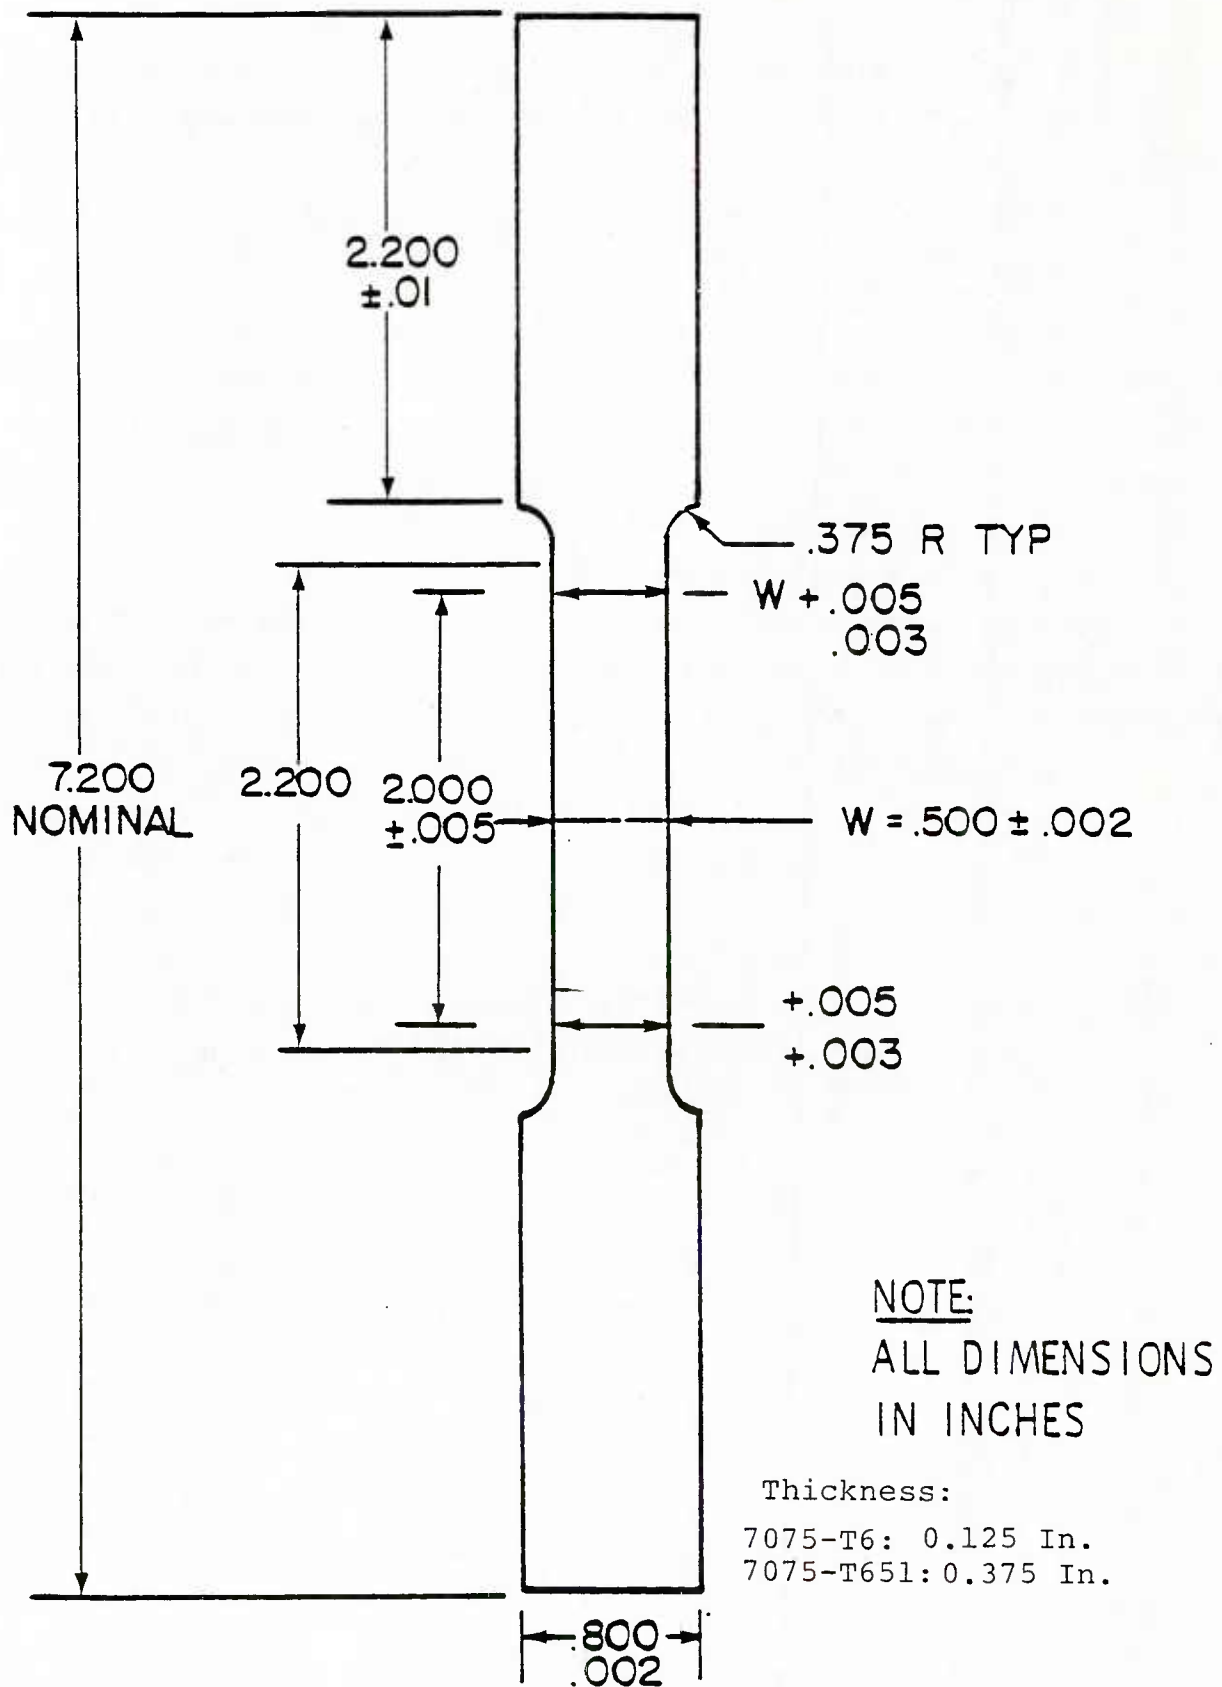 2.200
±.01
.375 R TYP
W +.005
.003
7.200
NOMINAL
2.200
2.000
±.005
W = .500 ± .002
+.005
+.003
NOTE:
ALL DIMENSIONS
IN INCHES
Thickness:
7075-T6: 0.125 In.
7075-T651: 0.375 In.
.800
.002